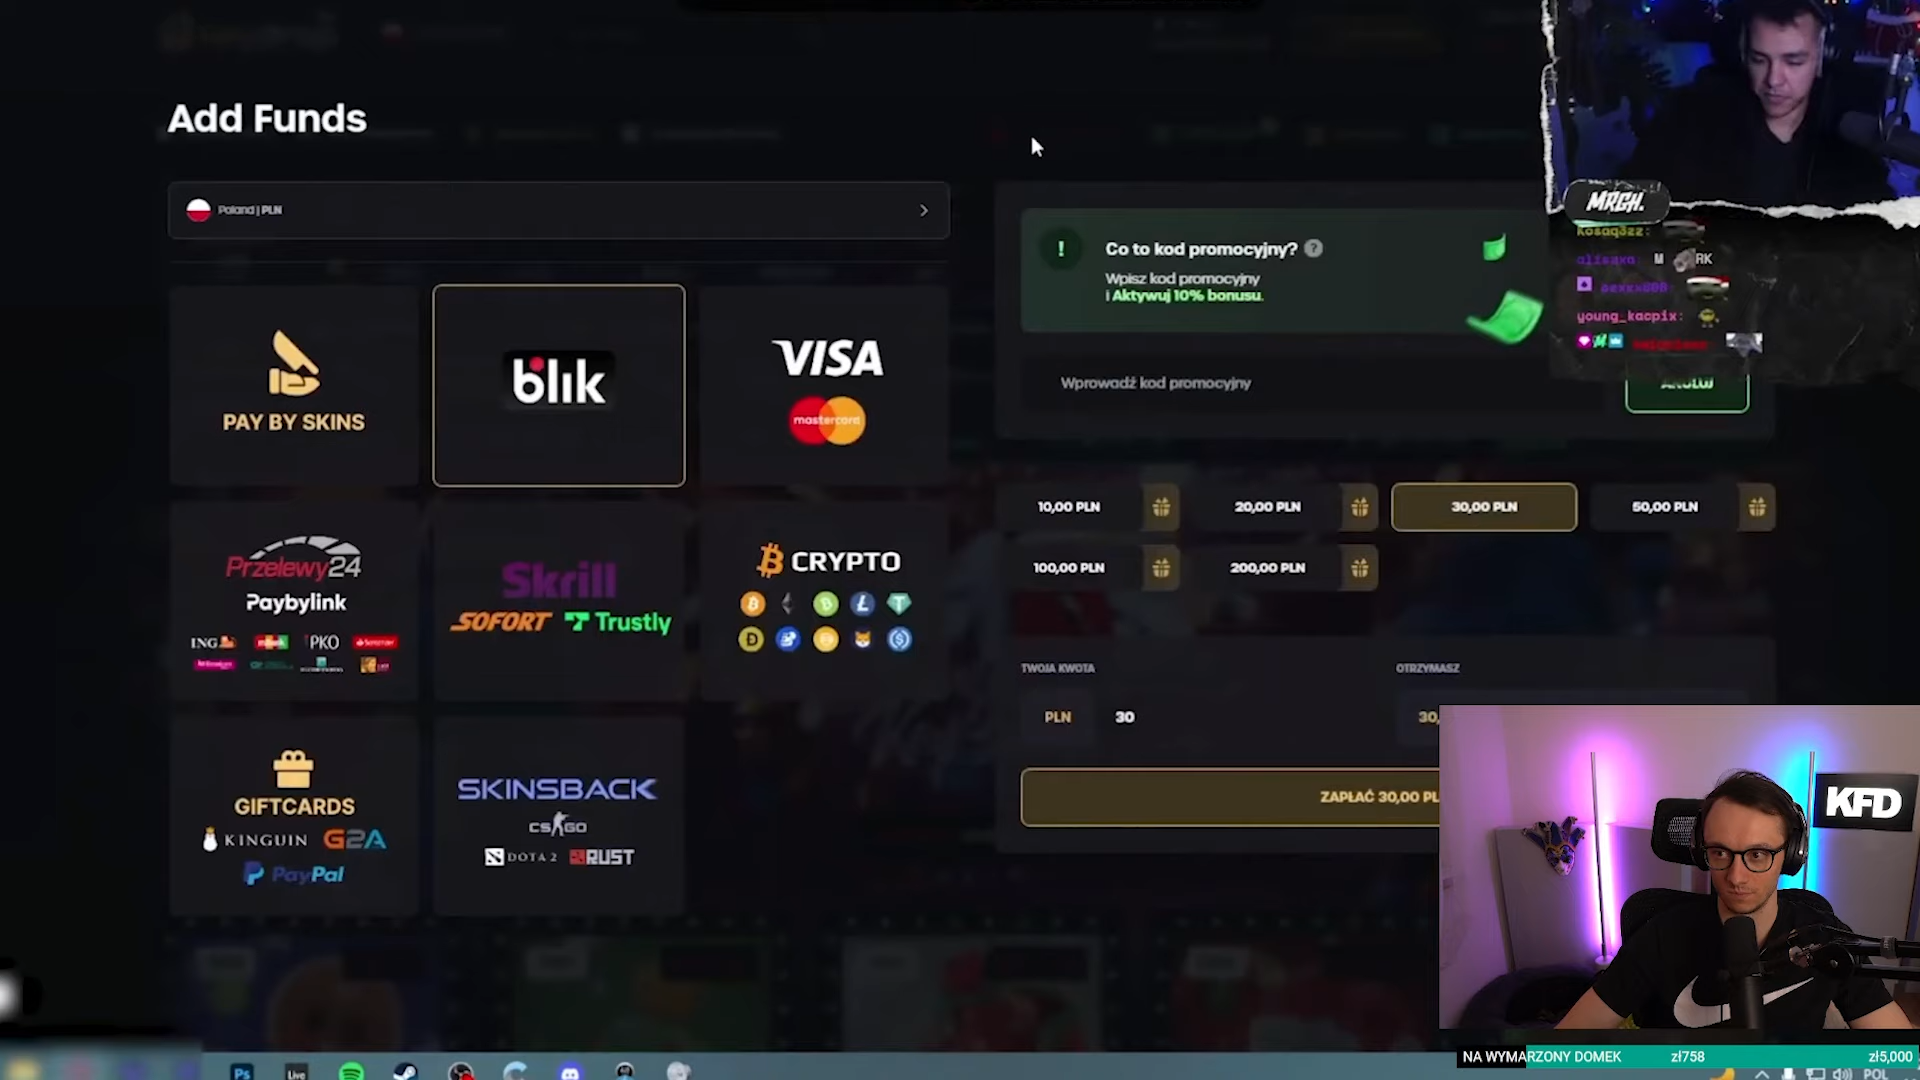 Add Funds
Poland | PLN
PAY BY SKINS
blik
VISA
mastercard
Przelewy24
Paybylink
ING
PKO
Skrill
SOFORT Trustly
CRYPTO
GIFTCARDS
KINGUIN G2A
PayPal
SKINSBACK
CS GO
DOTA 2 RUST
Co to kod promocyjny? ?
Wpisz kod promocyjny
i Aktywuj 10% bonusu.
Wprowadź kod promocyjny
10,00 PLN
20,00 PLN
30,00 PLN
50,00 PLN
100,00 PLN
200,00 PLN
TWOJA KWOTA
OTRZYMASZ
PLN 30
30,
ZAPŁAĆ 30,00 PL
MRGH.
young_kacpix:
KFD
NA WYMARZONY DOMEK zł758 zł5,000
Ps
Live
POL